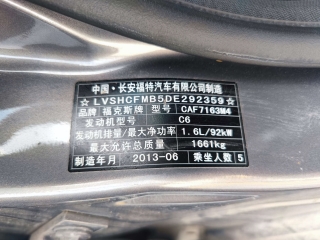 中国·长安福特汽车有限公司制造
☆LVSHCFMB5DE292359☆
品牌 福克斯牌 型号 CAF7163M4
发动机型号 C6
发动机排量/最大净功率 1.6L/92kW
最大允许总质量 1661kg
制造年月 2013-06 乘坐人数 5